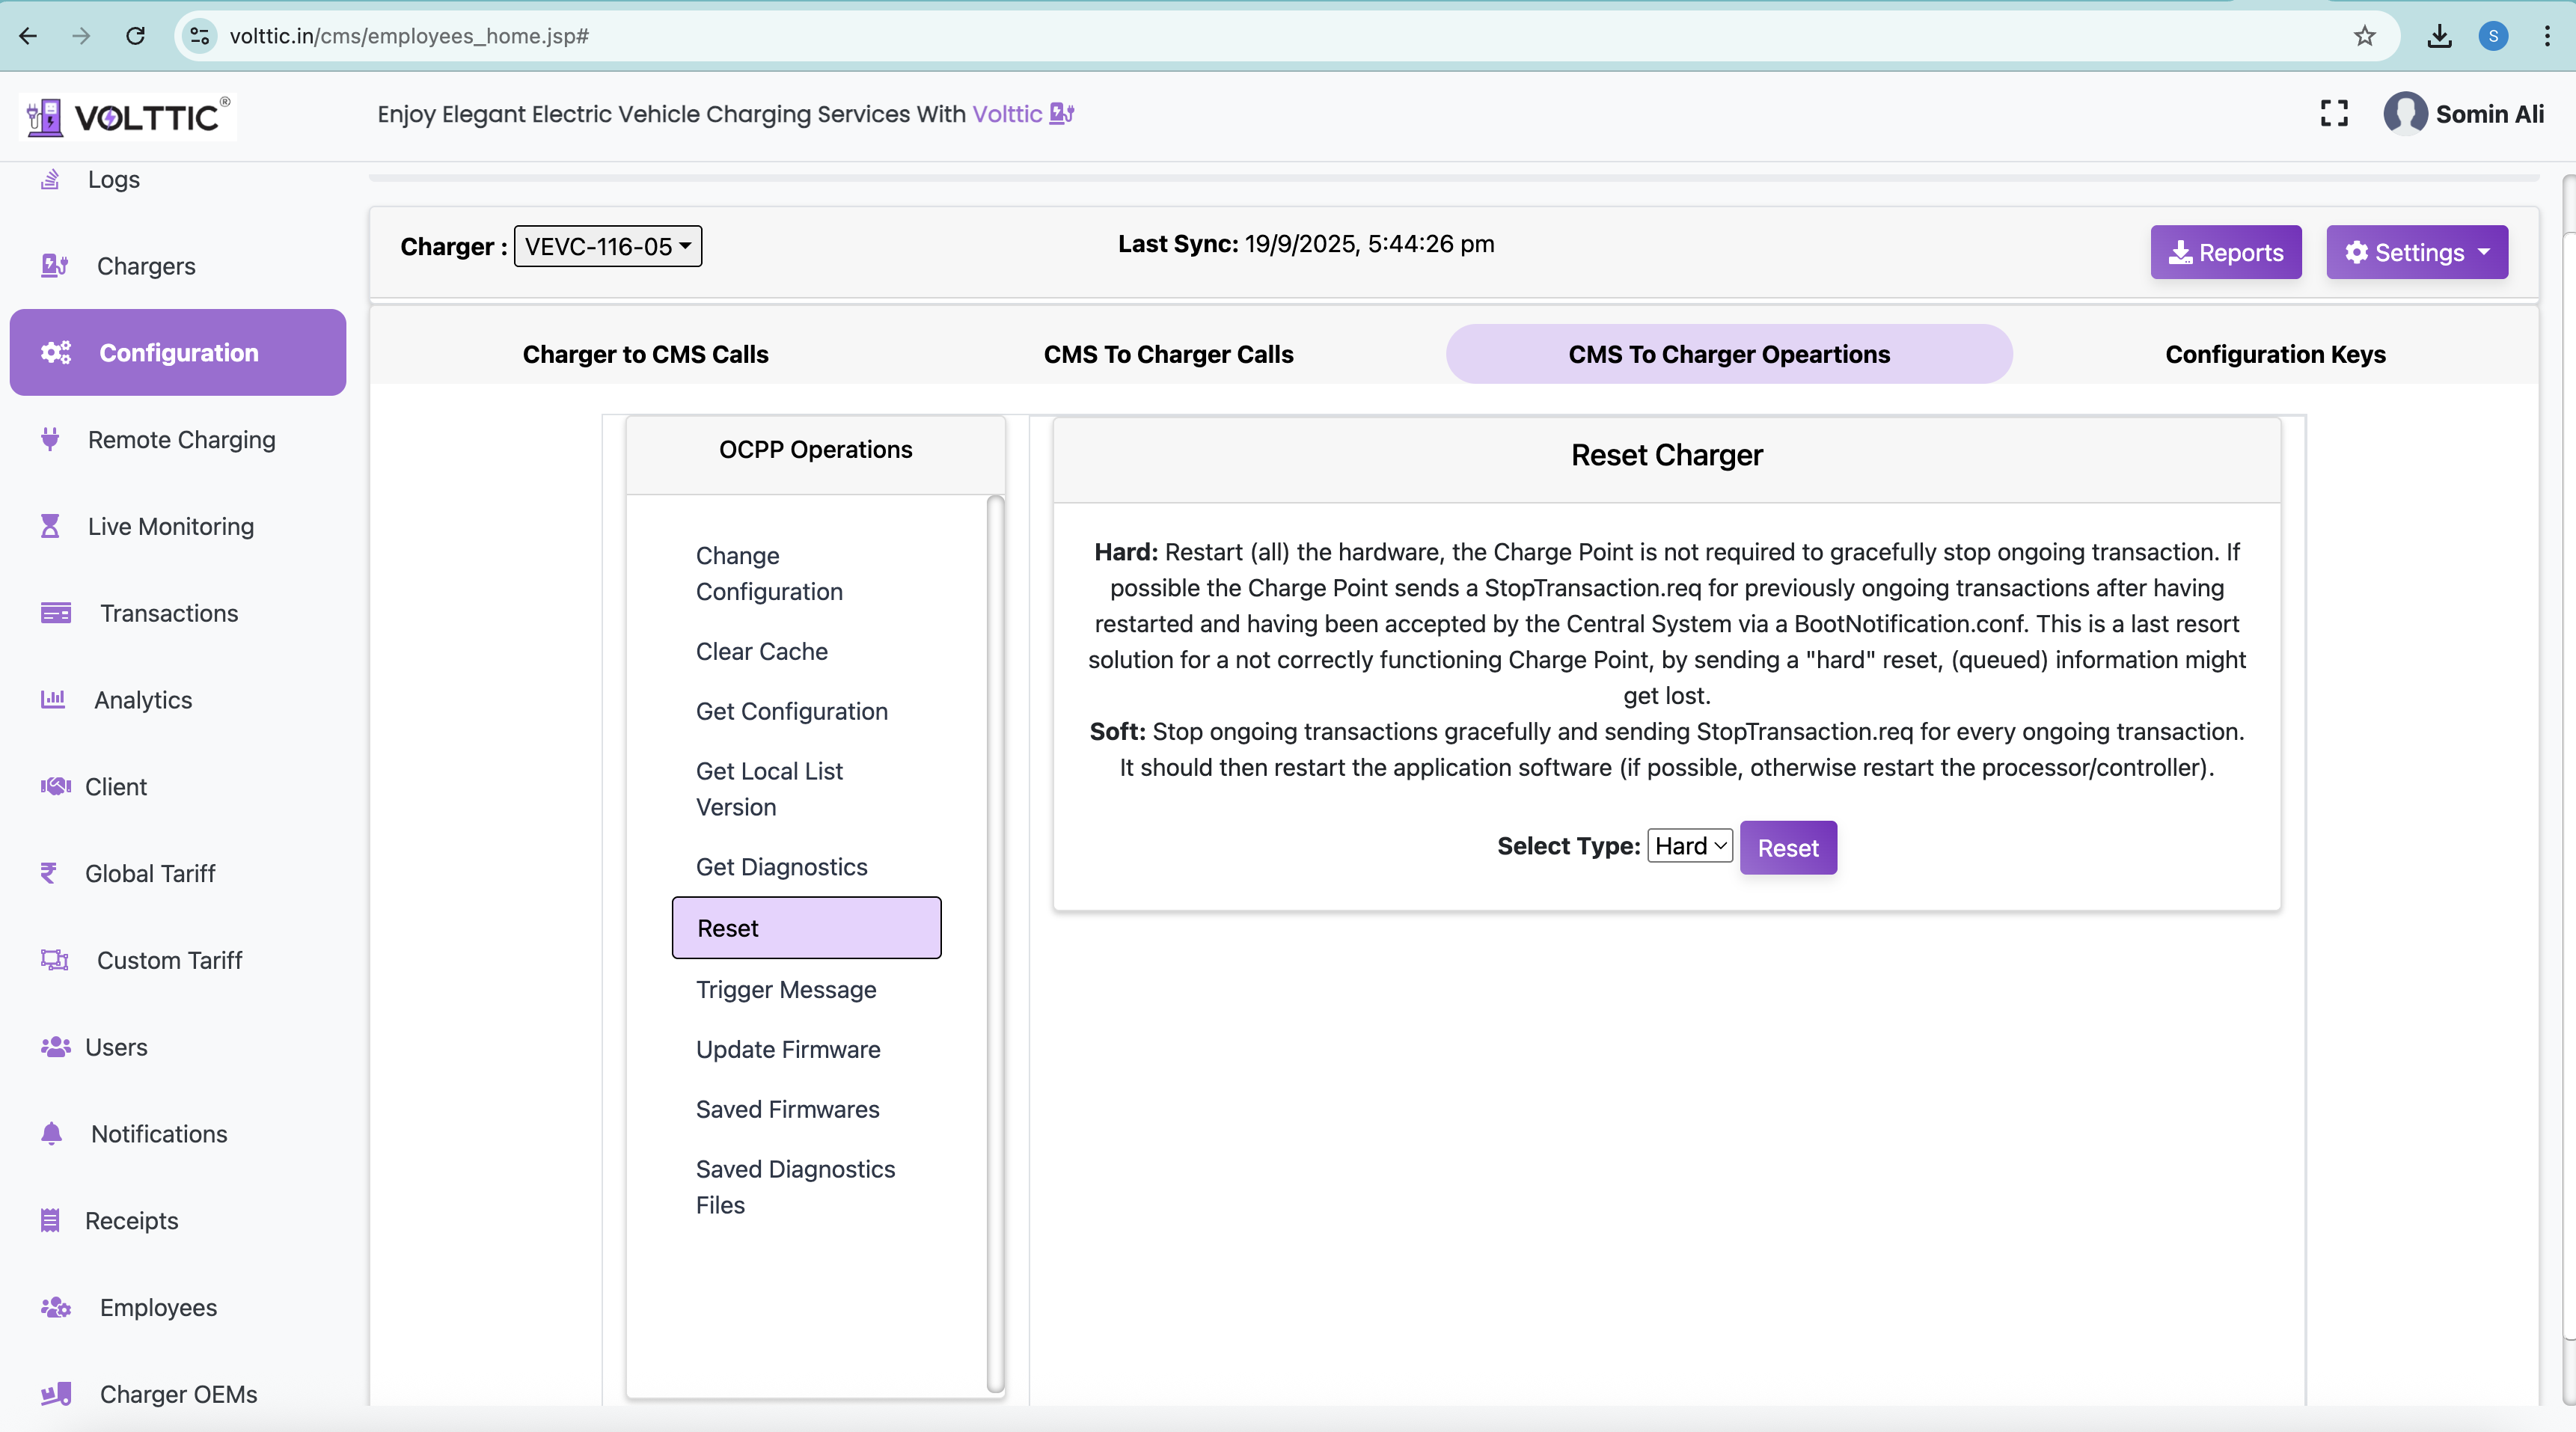 volttic.in/cms/employees_home.jsp#
S
VOLTTIC®
Enjoy Elegant Electric Vehicle Charging Services With Volttic
Somin Ali
Logs
Chargers
Configuration
Remote Charging
Live Monitoring
Transactions
Analytics
Client
Global Tariff
Custom Tariff
Users
Notifications
Receipts
Employees
Charger OEMs
Charger : VEVC-116-05
Last Sync: 19/9/2025, 5:44:26 pm
Reports
Settings
Charger to CMS Calls
CMS To Charger Calls
CMS To Charger Opeartions
Configuration Keys
OCPP Operations
Change
Configuration
Clear Cache
Get Configuration
Get Local List
Version
Get Diagnostics
Reset
Trigger Message
Update Firmware
Saved Firmwares
Saved Diagnostics
Files
Reset Charger
Hard: Restart (all) the hardware, the Charge Point is not required to gracefully stop ongoing transaction. If
possible the Charge Point sends a StopTransaction.req for previously ongoing transactions after having
restarted and having been accepted by the Central System via a BootNotification.conf. This is a last resort
solution for a not correctly functioning Charge Point, by sending a "hard" reset, (queued) information might
get lost.
Soft: Stop ongoing transactions gracefully and sending StopTransaction.req for every ongoing transaction.
It should then restart the application software (if possible, otherwise restart the processor/controller).
Select Type: Hard Reset